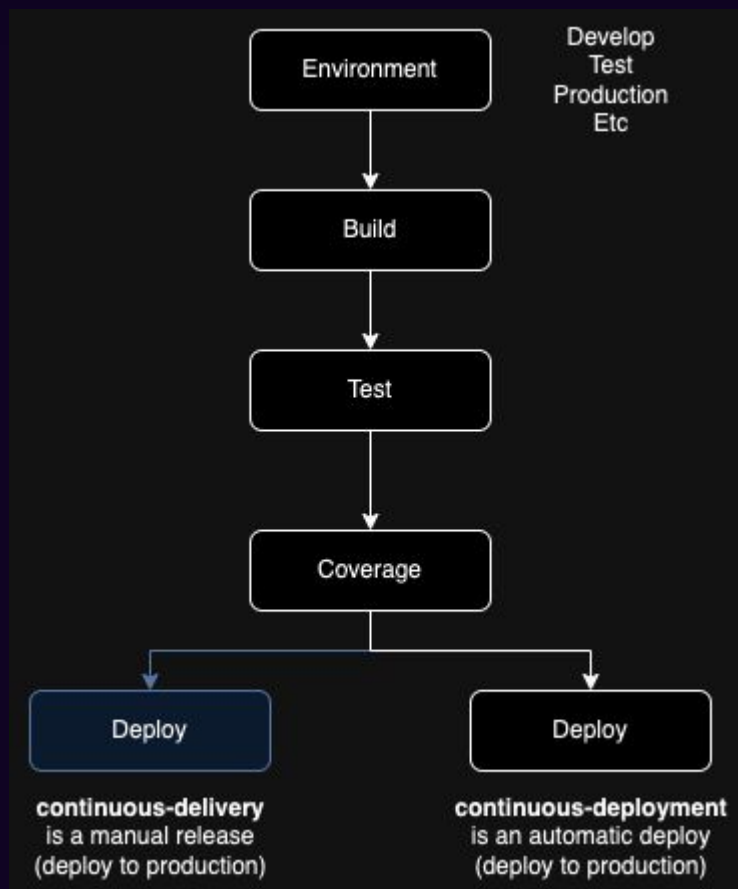 Environment
Develop
Test
Production
Etc
Build
Test
Coverage
Deploy
Deploy
continuous-delivery
is a manual release
(deploy to production)
continuous-deployment
is an automatic deploy
(deploy to production)